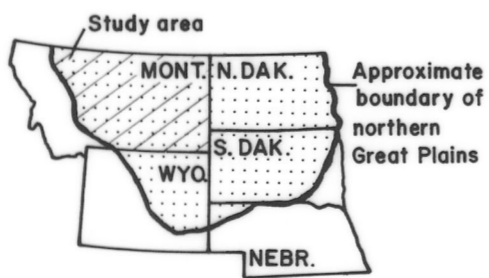 Study area
MONT.
N. DAK.
Approximate
boundary of
northern
Great Plains
S. DAK.
WYO.
NEBR.